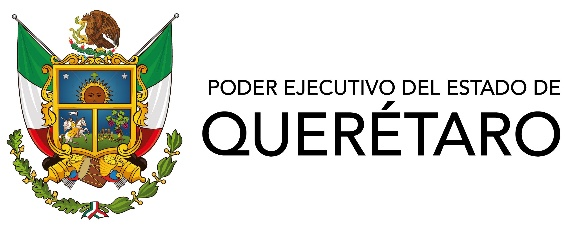 PODER EJECUTIVO DEL ESTADO DE
QUERÉTARO